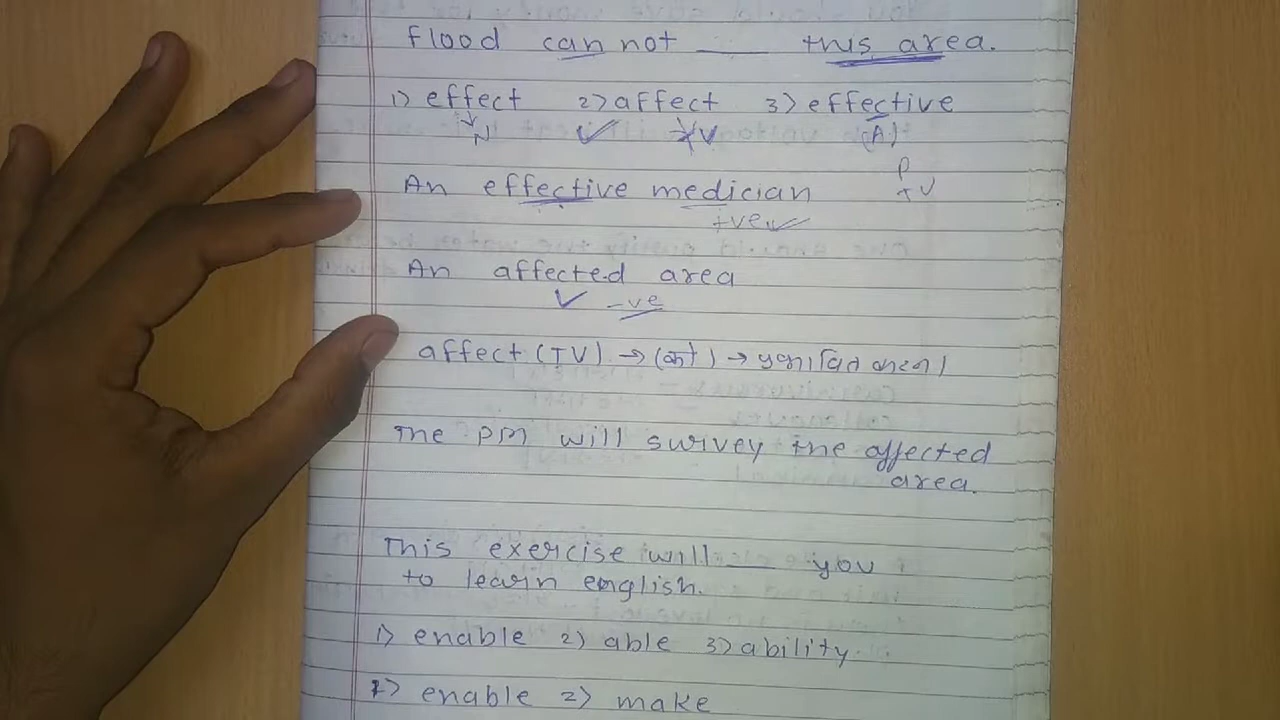 Flood can not ___ this area.
1) effect 2) affect 3) effective
N ✓ V (A)
An effective medician
P
TV
+ve ✓
An affected area
✓ -ve
affect (TV) → (कर्ता) → प्रभावित करना।
The PM will survey the affected
area.
This exercise will ___ you
to learn english.
1) enable 2) able 3) ability.
1) enable 2) make